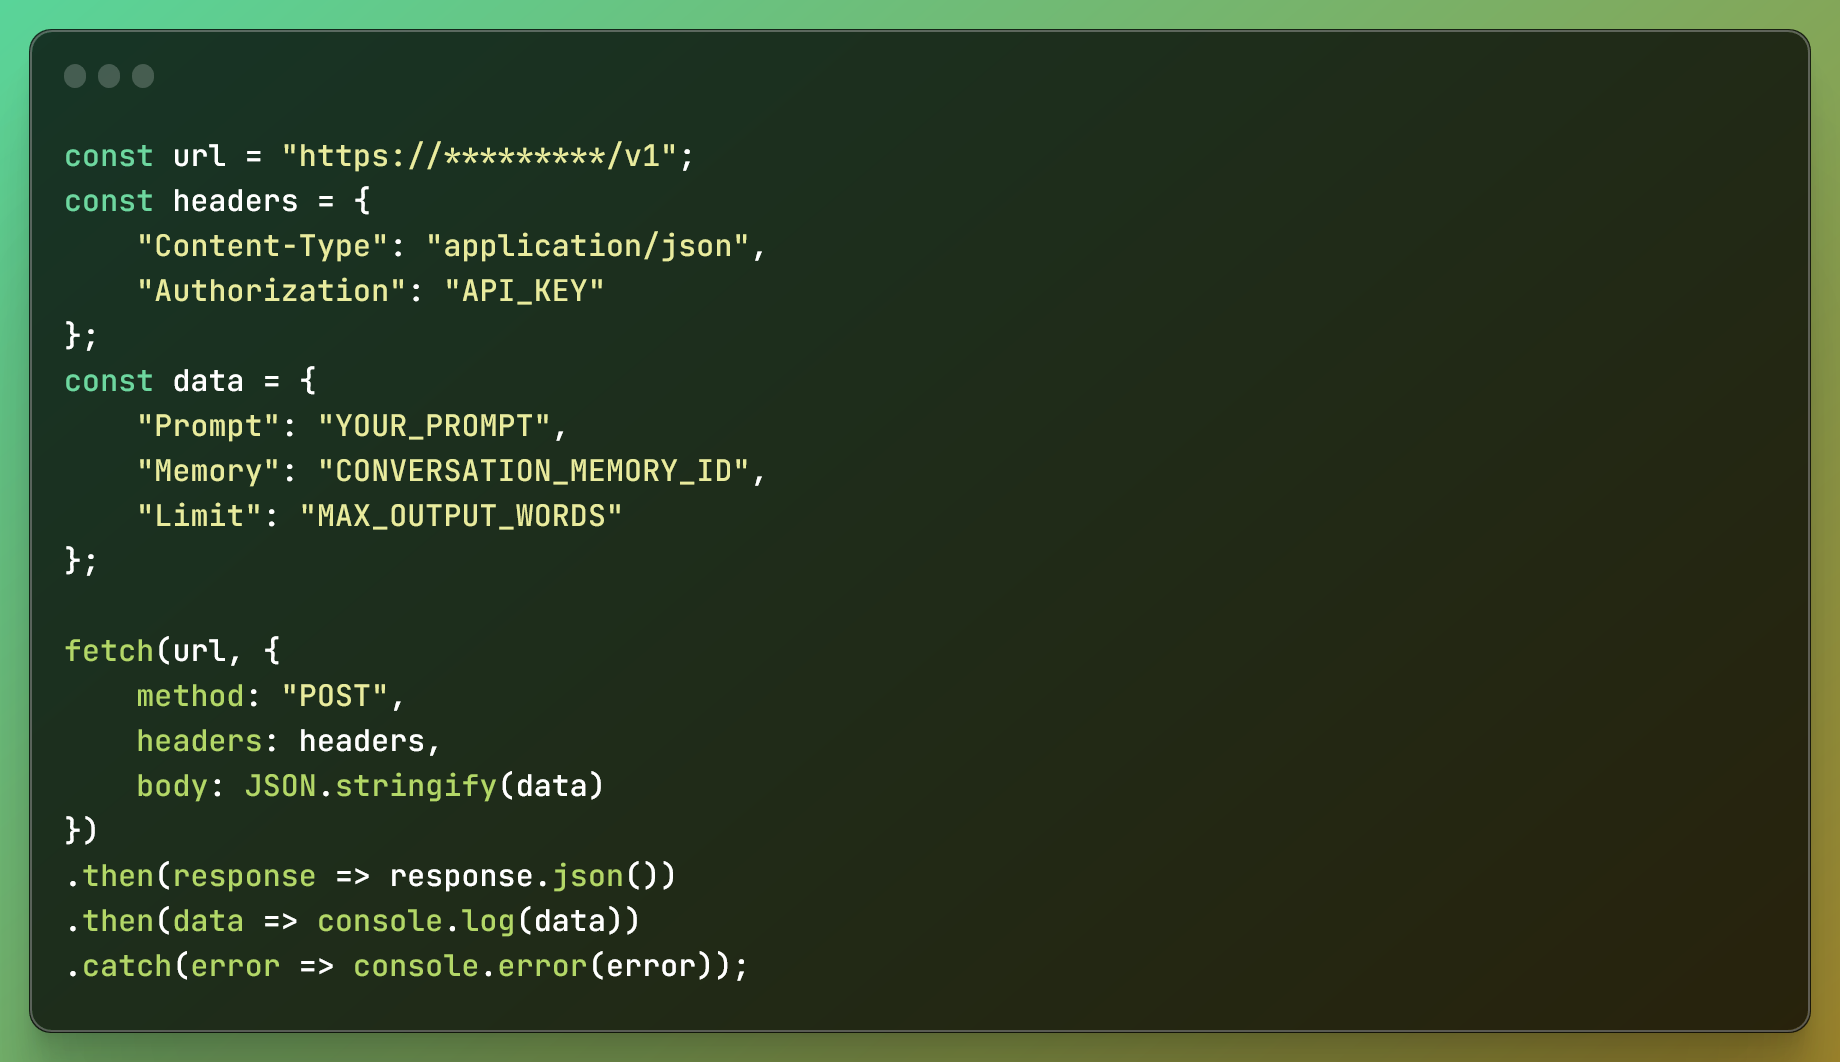 const url = "https://*********/v1";
const headers = {
    "Content-Type": "application/json",
    "Authorization": "API_KEY"
};
const data = {
    "Prompt": "YOUR_PROMPT",
    "Memory": "CONVERSATION_MEMORY_ID",
    "Limit": "MAX_OUTPUT_WORDS"
};

fetch(url, {
    method: "POST",
    headers: headers,
    body: JSON.stringify(data)
})
.then(response => response.json())
.then(data => console.log(data))
.catch(error => console.error(error));